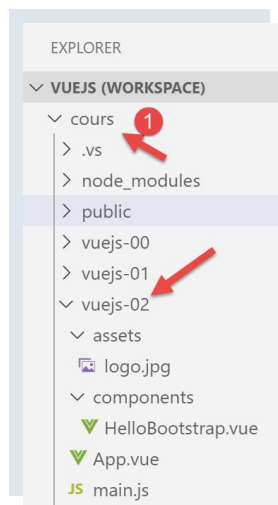 EXPLORER
VUEJS (WORKSPACE)
cours 1
.vs
node_modules
public
vuejs-00
vuejs-01
vuejs-02
assets
logo.jpg
components
HelloBootstrap.vue
App.vue
JS main.js